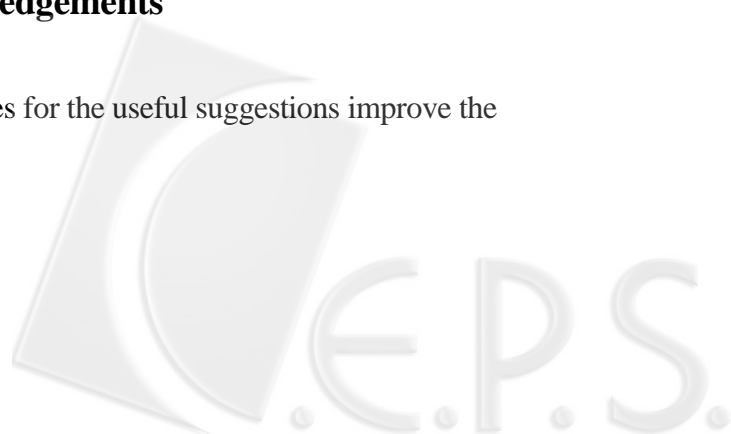 edgements
es for the useful suggestions improve the
C.E.P.S.